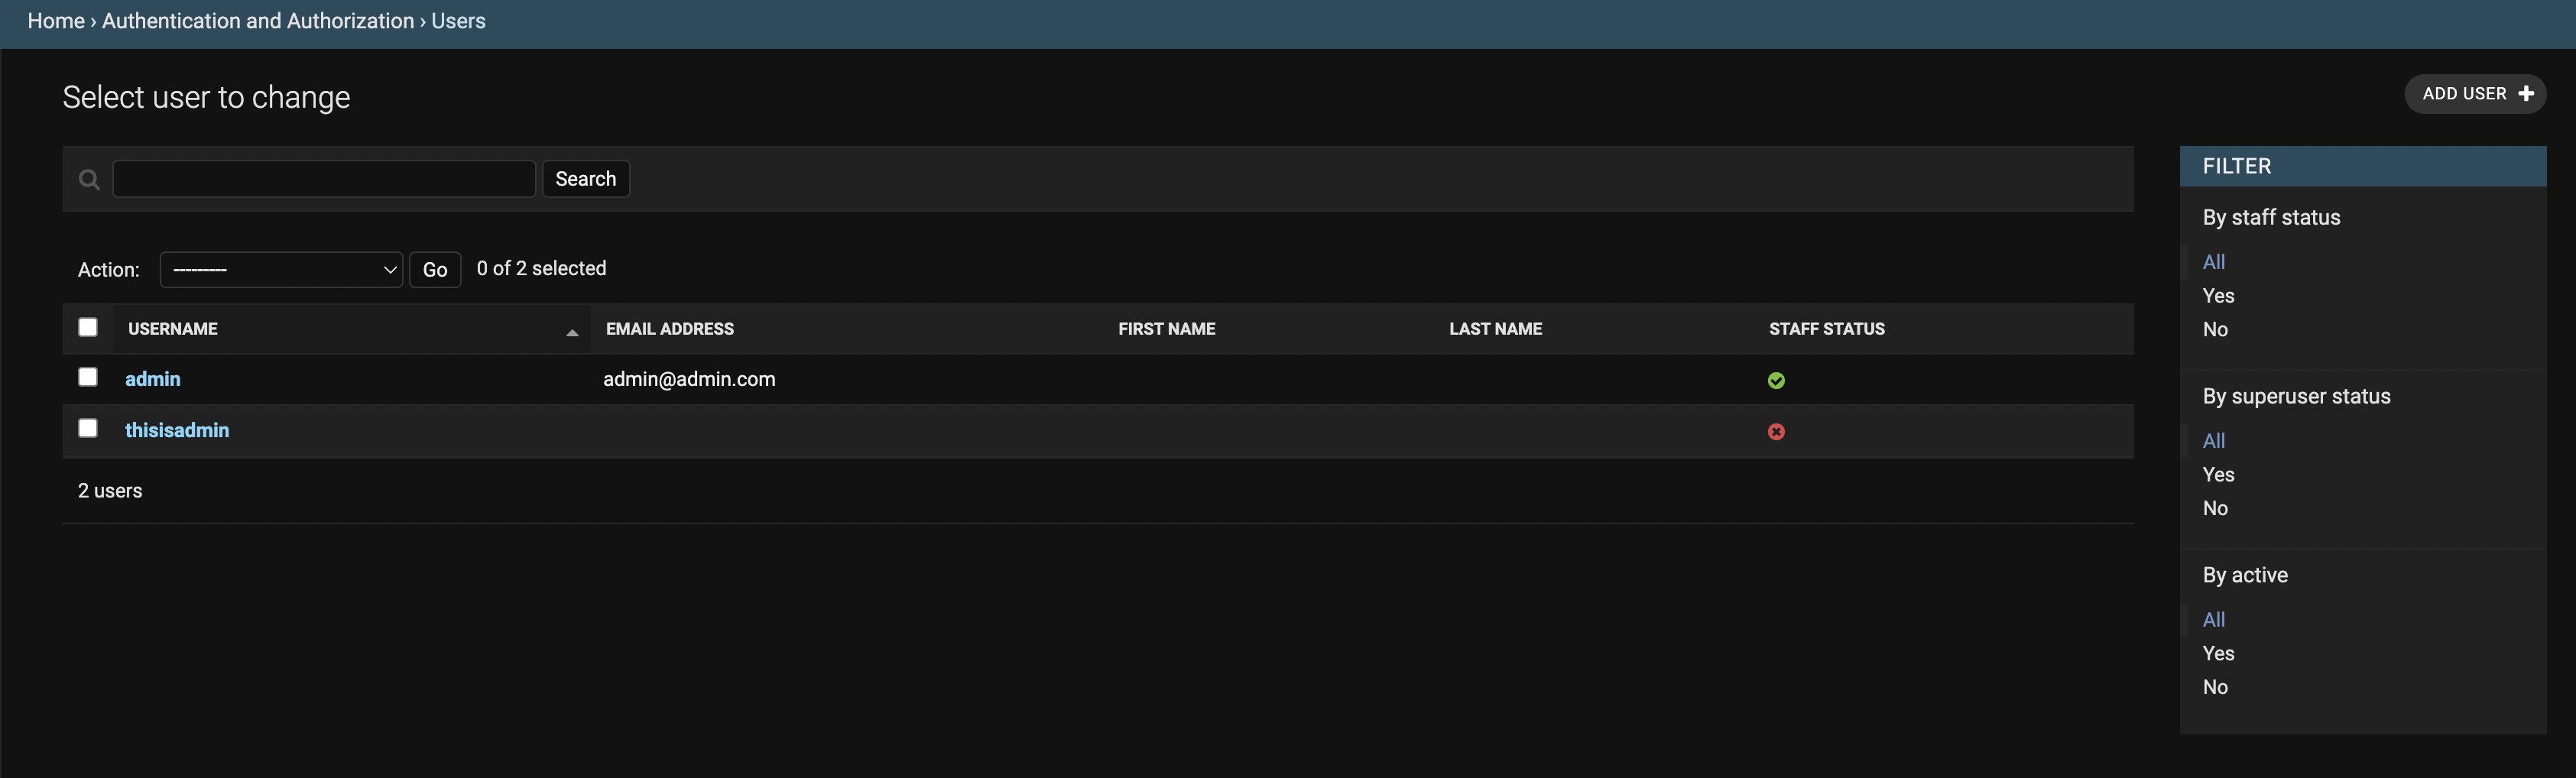 Home › Authentication and Authorization › Users
Select user to change
ADD USER
Search
Action: --------- Go 0 of 2 selected
USERNAME EMAIL ADDRESS FIRST NAME LAST NAME STAFF STATUS
admin admin@admin.com
thisisadmin
2 users
FILTER
By staff status
All
Yes
No
By superuser status
All
Yes
No
By active
All
Yes
No